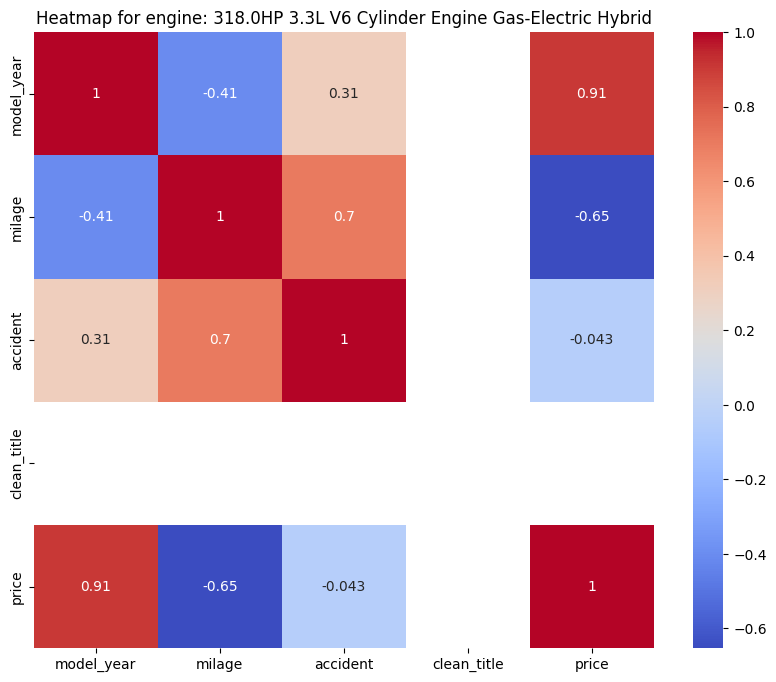 Heatmap for engine: 318.0HP 3.3L V6 Cylinder Engine Gas-Electric Hybrid
model_year
1
-0.41
0.31
0.91
milage
-0.41
1
0.7
-0.65
accident
0.31
0.7
1
-0.043
clean_title
price
0.91
-0.65
-0.043
1
model_year
milage
accident
clean_title
price
1.0
0.8
0.6
0.4
0.2
0.0
-0.2
-0.4
-0.6